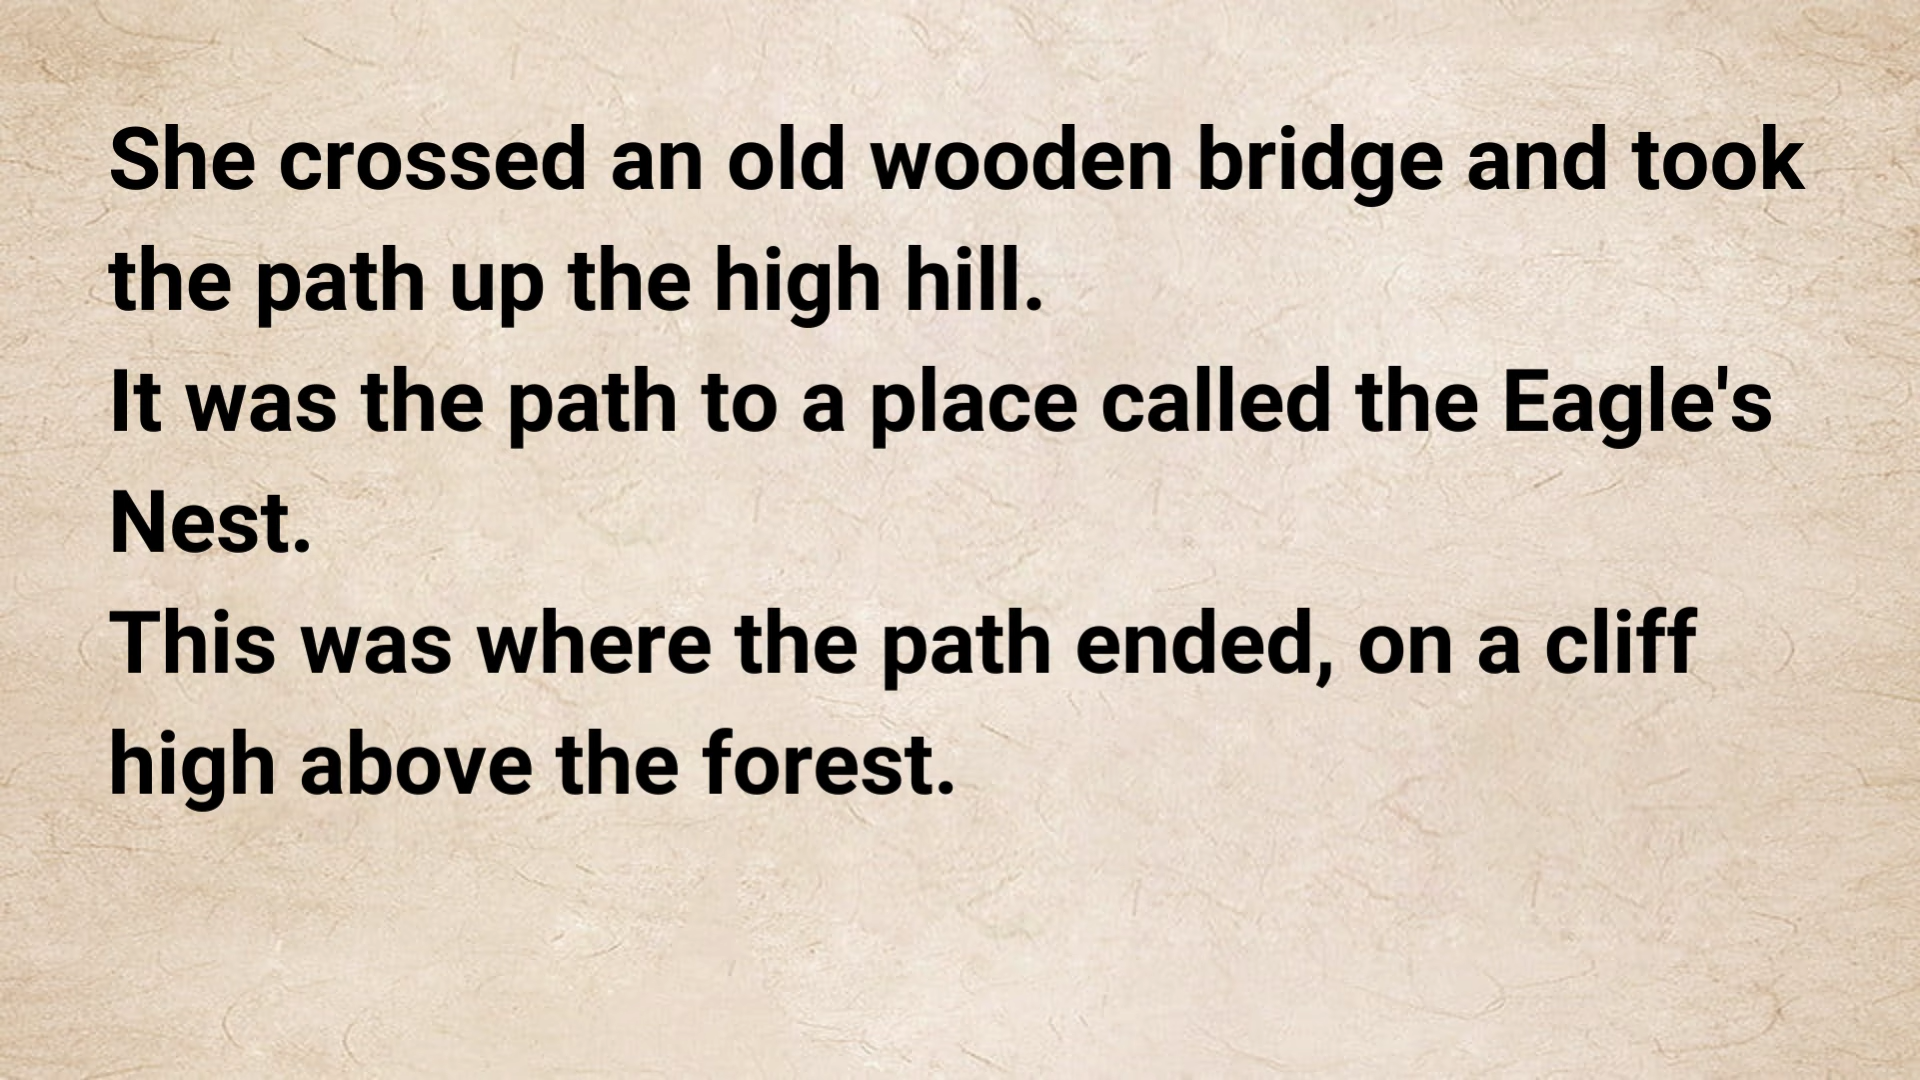 She crossed an old wooden bridge and took
the path up the high hill.
It was the path to a place called the Eagle's
Nest.
This was where the path ended, on a cliff
high above the forest.